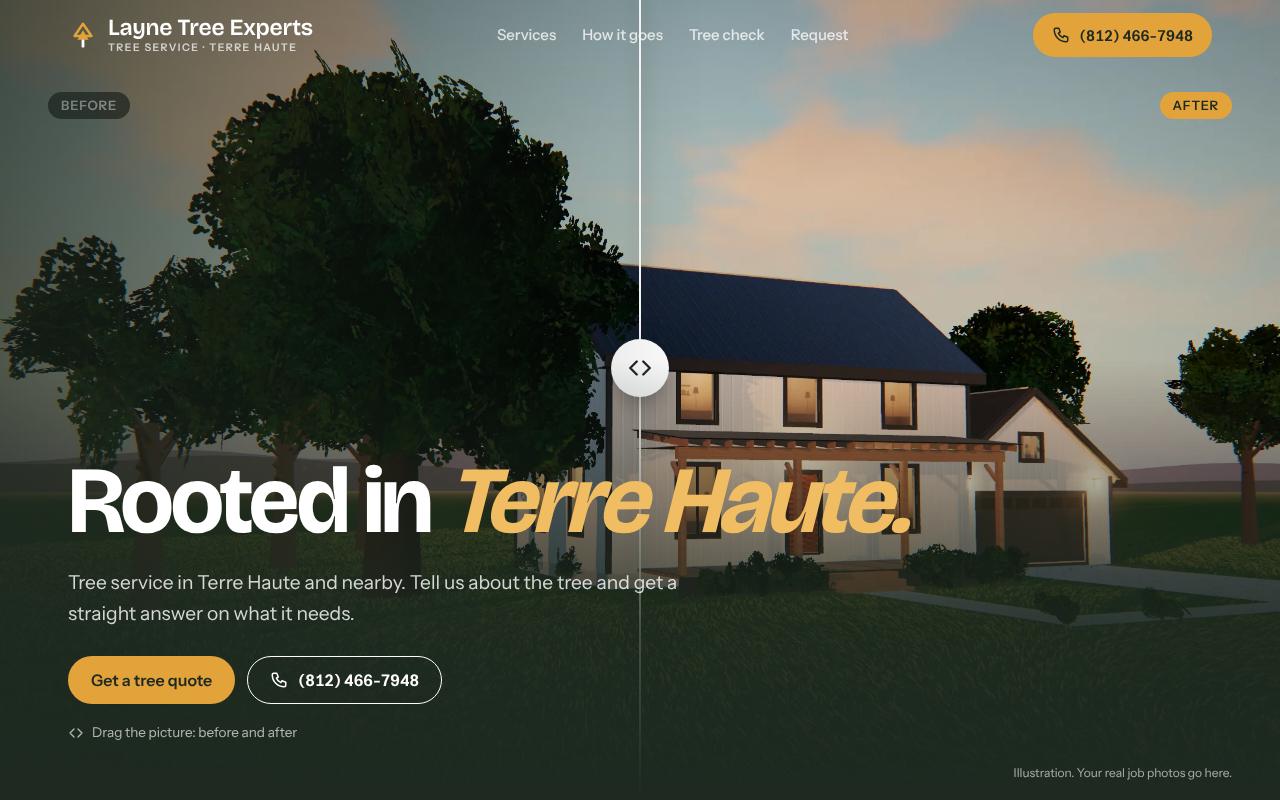 Layne Tree Experts
TREE SERVICE · TERRE HAUTE
Services
How it goes
Tree check
Request
(812) 466-7948
BEFORE
AFTER
Rooted in Terre Haute.
Tree service in Terre Haute and nearby. Tell us about the tree and get a
straight answer on what it needs.
Get a tree quote
(812) 466-7948
Drag the picture: before and after
Illustration. Your real job photos go here.